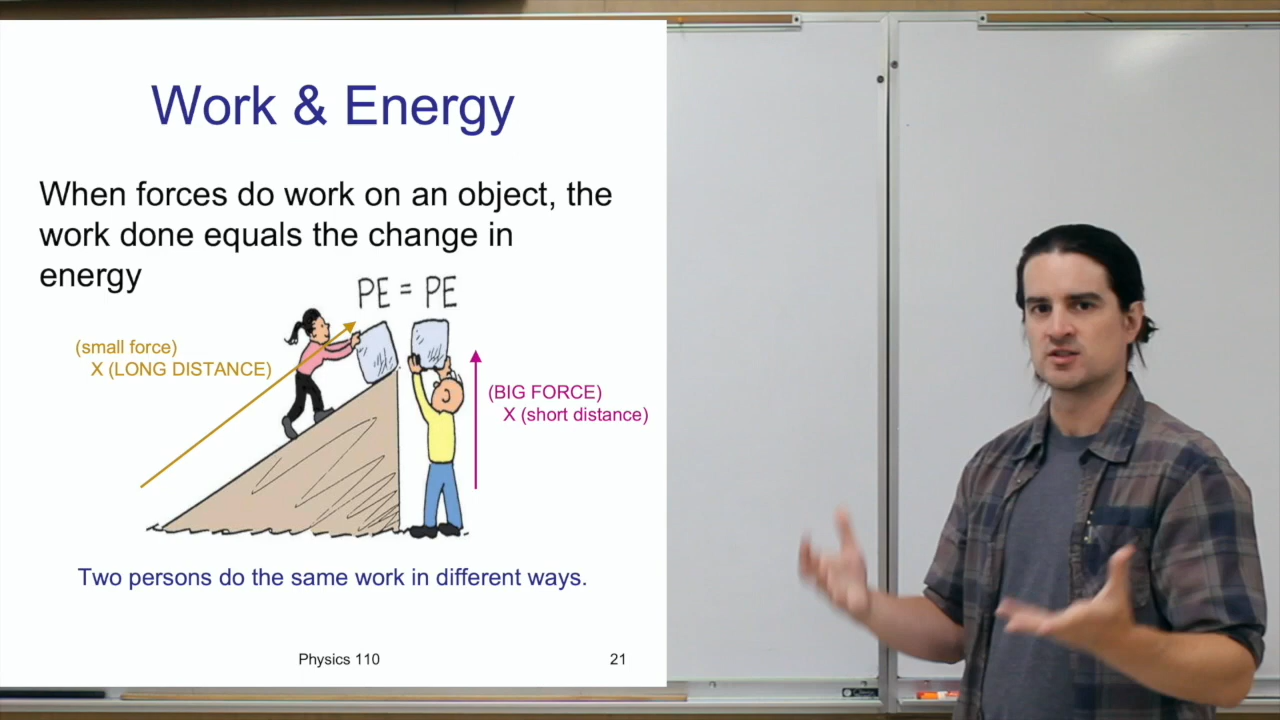 Work & Energy
When forces do work on an object, the
work done equals the change in
energy
PE = PE
(small force)
X (LONG DISTANCE)
(BIG FORCE)
X (short distance)
Two persons do the same work in different ways.
Physics 110
21